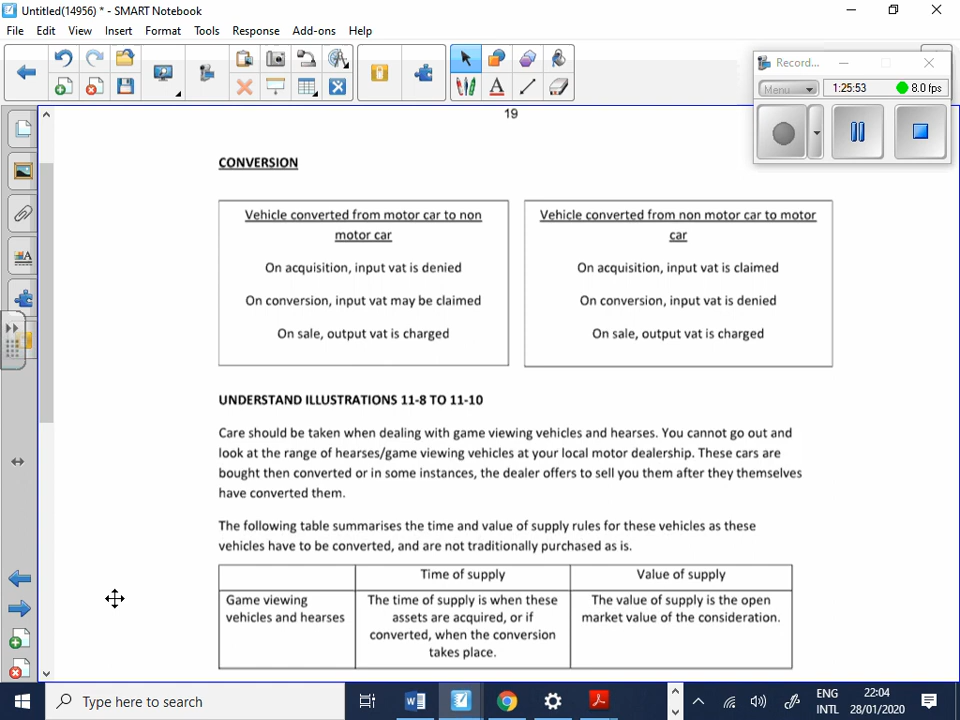 Untitled(14956) * - SMART Notebook
File Edit View Insert Format Tools Response Add-ons Help
Record...
Menu
1:25:53
8.0 fps
19
CONVERSION
Vehicle converted from motor car to non
motor car
On acquisition, input vat is denied
On conversion, input vat may be claimed
On sale, output vat is charged
Vehicle converted from non motor car to motor
car
On acquisition, input vat is claimed
On conversion, input vat is denied
On sale, output vat is charged
UNDERSTAND ILLUSTRATIONS 11-8 TO 11-10
Care should be taken when dealing with game viewing vehicles and hearses. You cannot go out and
look at the range of hearses/game viewing vehicles at your local motor dealership. These cars are
bought then converted or in some instances, the dealer offers to sell you them after they themselves
have converted them.
The following table summarises the time and value of supply rules for these vehicles as these
vehicles have to be converted, and are not traditionally purchased as is.
Time of supply
Value of supply
Game viewing
vehicles and hearses
The time of supply is when these
assets are acquired, or if
converted, when the conversion
takes place.
The value of supply is the open
market value of the consideration.
Type here to search
ENG
INTL
22:04
28/01/2020